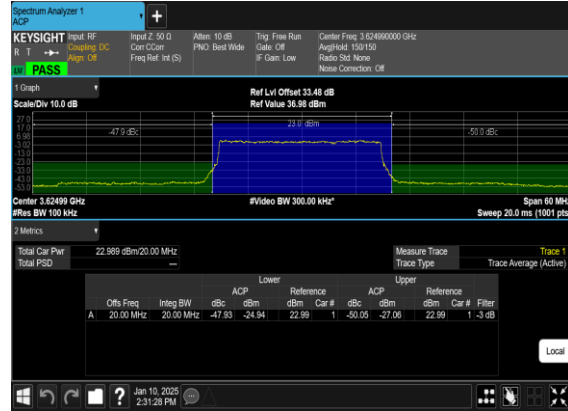 Spectrum Analyzer 1
ACP
+
KEYSIGHT Input: RF Input Z: 50 Ω Atten: 10 dB Trig: Free Run Center Freq: 3.624990000 GHz
R T Coupling: DC Corr CCorr PNO: Best Wide Gate: Off Avg|Hold: 150/150
Align: Off Freq Ref: Int (S) IF Gain: Low Radio Std: None
LM PASS Noise Correction: Off
1 Graph Ref Lvl Offset 33.48 dB
Scale/Div 10.0 dB Ref Value 36.98 dBm
27.0
17.0 23.0 dBm
6.98 -47.9 dBc -50.0 dBc
-3.02
-13.0
-23.0
-33.0
-43.0
-53.0
Center 3.62499 GHz #Video BW 300.00 kHz* Span 60 MHz
#Res BW 100 kHz Sweep 20.0 ms (1001 pts
2 Metrics
Total Car Pwr 22.989 dBm/20.00 MHz Measure Trace Trace 1
Total PSD — Trace Type Trace Average (Active)
Lower Upper
ACP Reference ACP Reference
Offs Freq Integ BW dBc dBm dBm Car # dBc dBm dBm Car # Filter
A 20.00 MHz 20.00 MHz -47.93 -24.94 22.99 1 -50.05 -27.06 22.99 1 -3 dB
Local
? Jan 10, 2025
2:31:28 PM